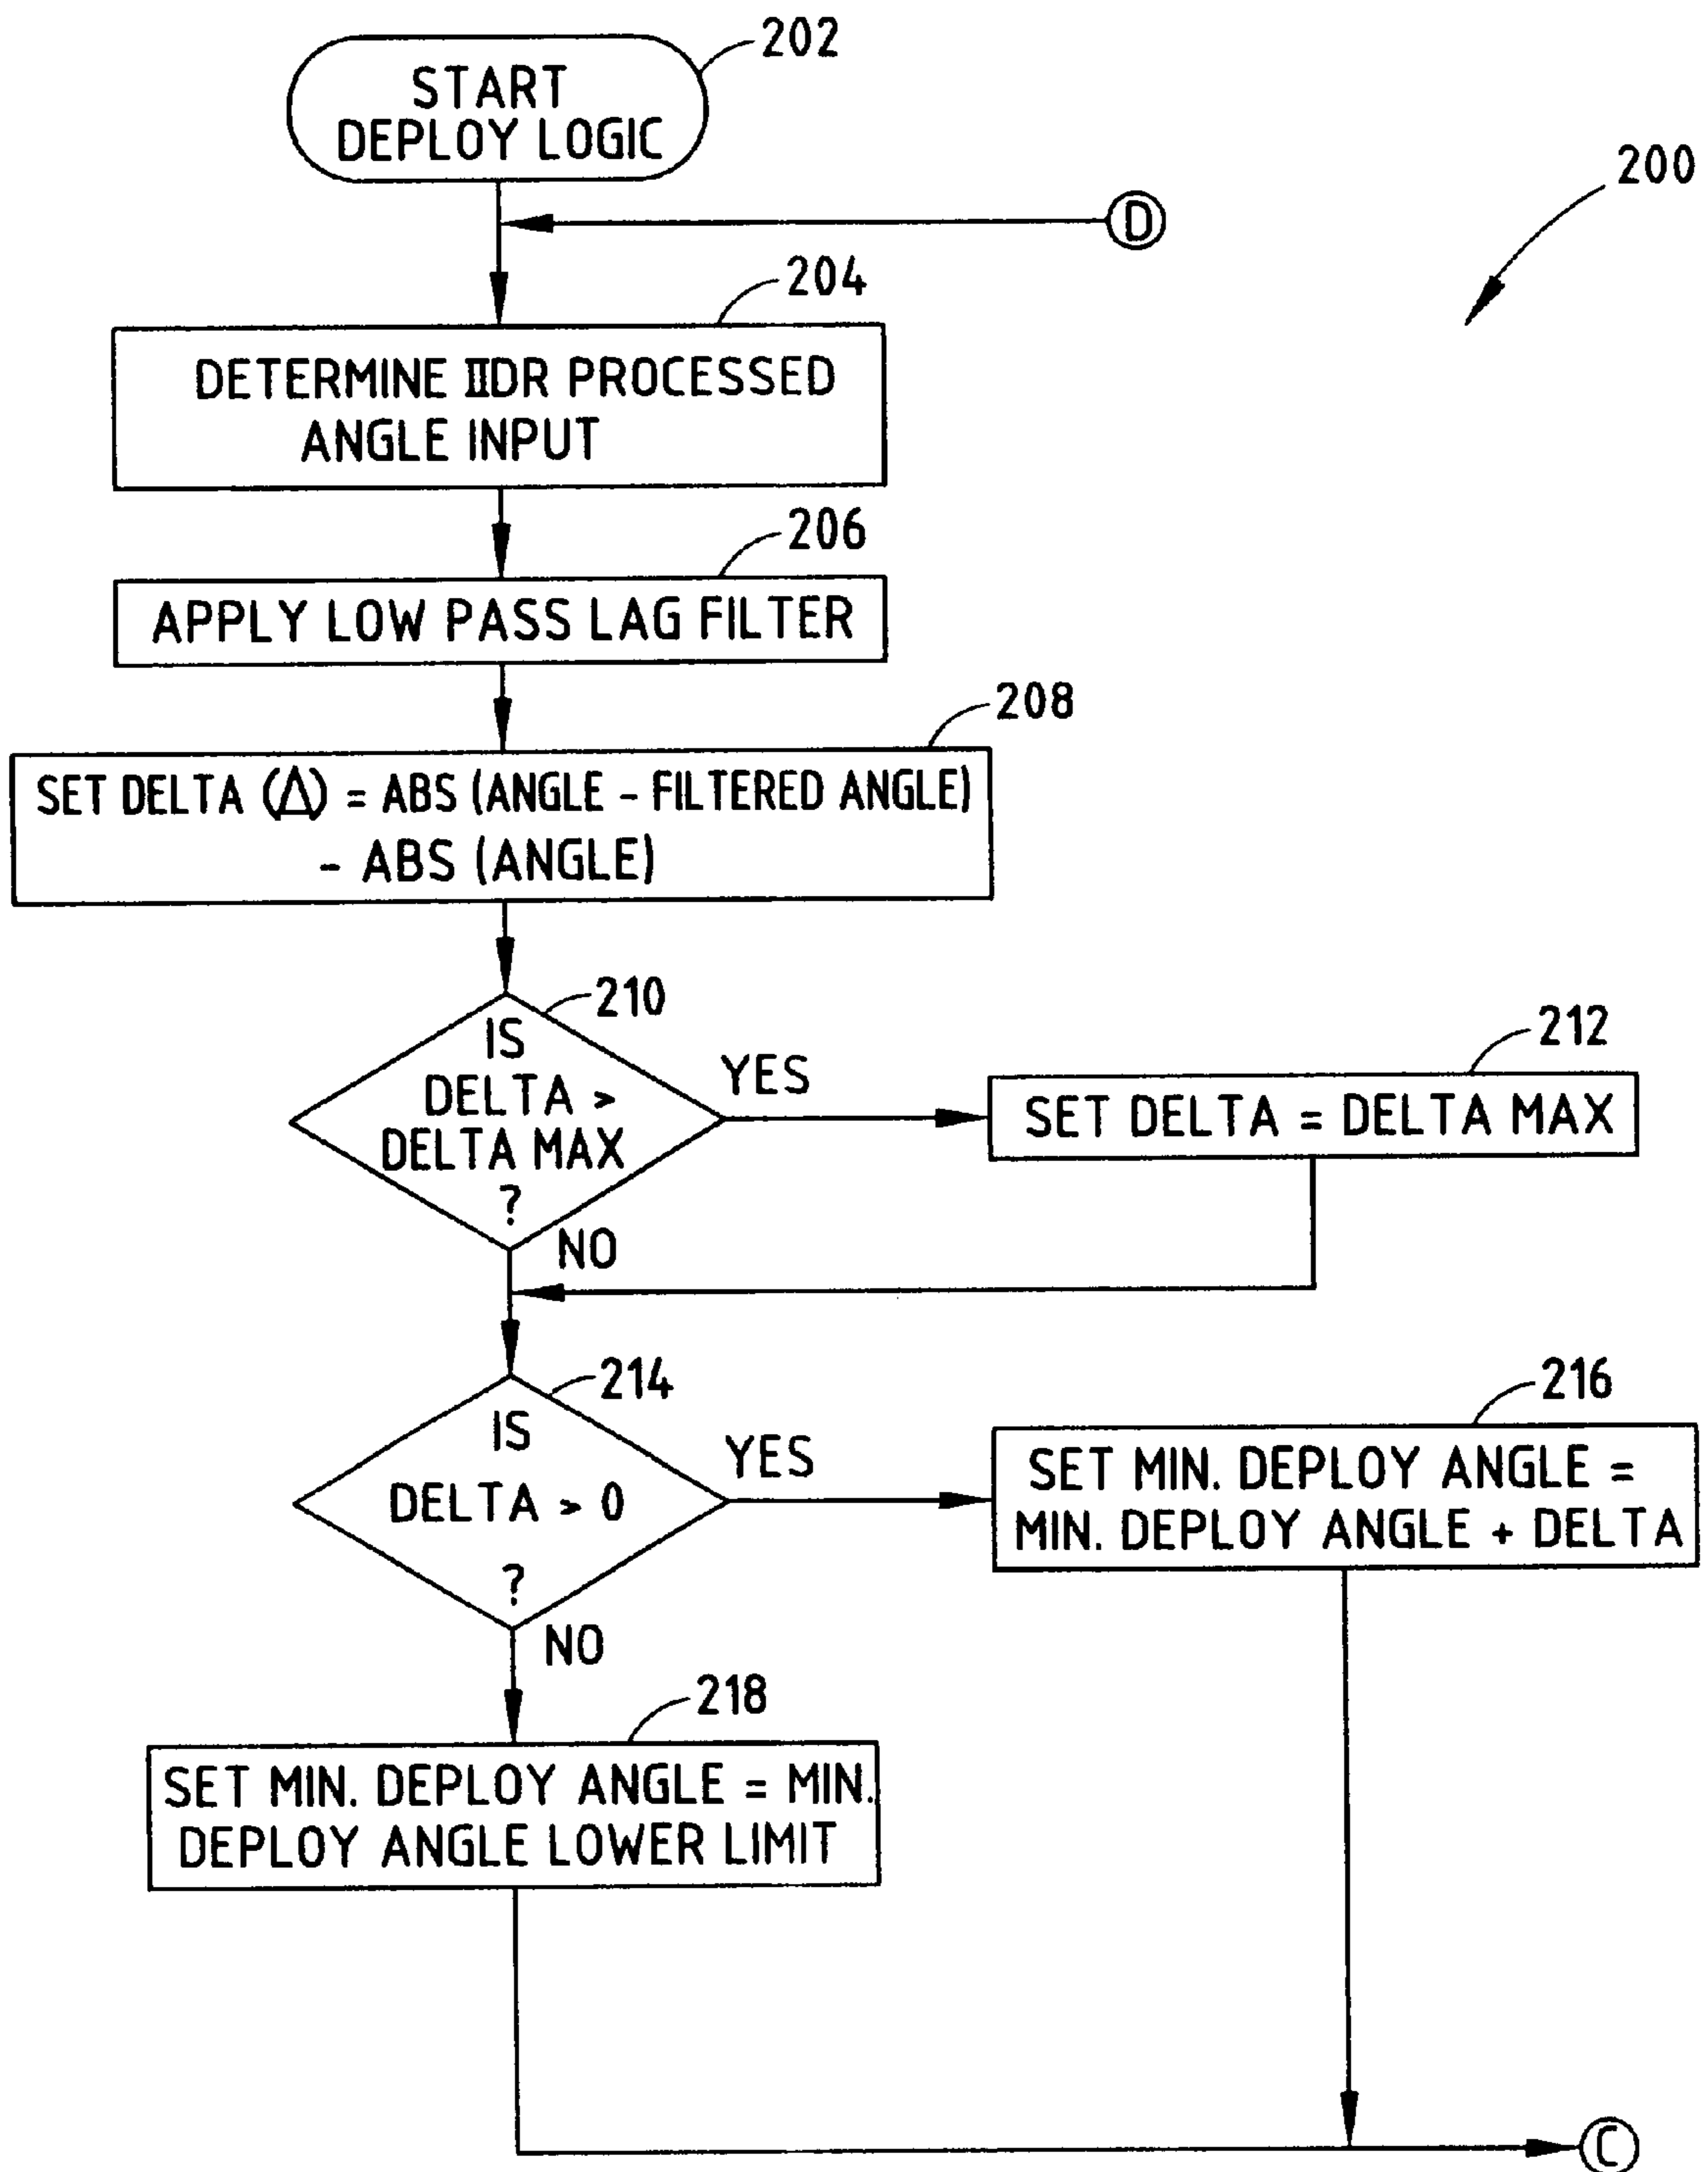 202
START
DEPLOY LOGIC
200
D
204
DETERMINE IIDR PROCESSED
ANGLE INPUT
206
APPLY LOW PASS LAG FILTER
208
SET DELTA (Δ) = ABS (ANGLE - FILTERED ANGLE)
- ABS (ANGLE)
210
IS
DELTA >
DELTA MAX
?
YES
NO
212
SET DELTA = DELTA MAX
214
IS
DELTA > 0
?
YES
NO
216
SET MIN. DEPLOY ANGLE =
MIN. DEPLOY ANGLE + DELTA
218
SET MIN. DEPLOY ANGLE = MIN.
DEPLOY ANGLE LOWER LIMIT
C